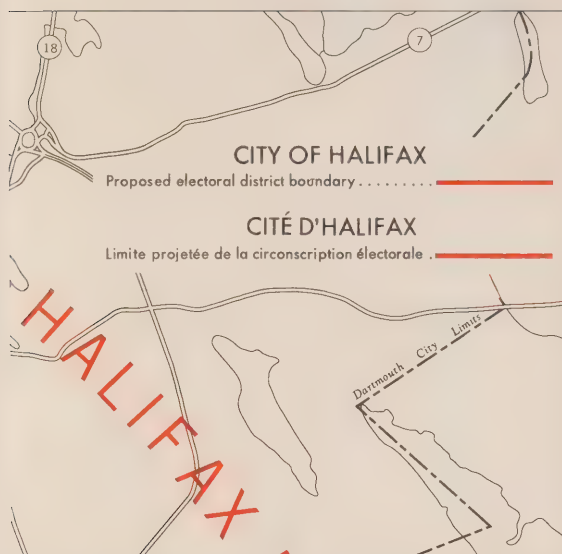 18
7
CITY OF HALIFAX
Proposed electoral district boundary . . . . . . . . .
CITÉ D'HALIFAX
Limite projetée de la circonscription électorale .
HALIFAX
Dartmouth City Limits